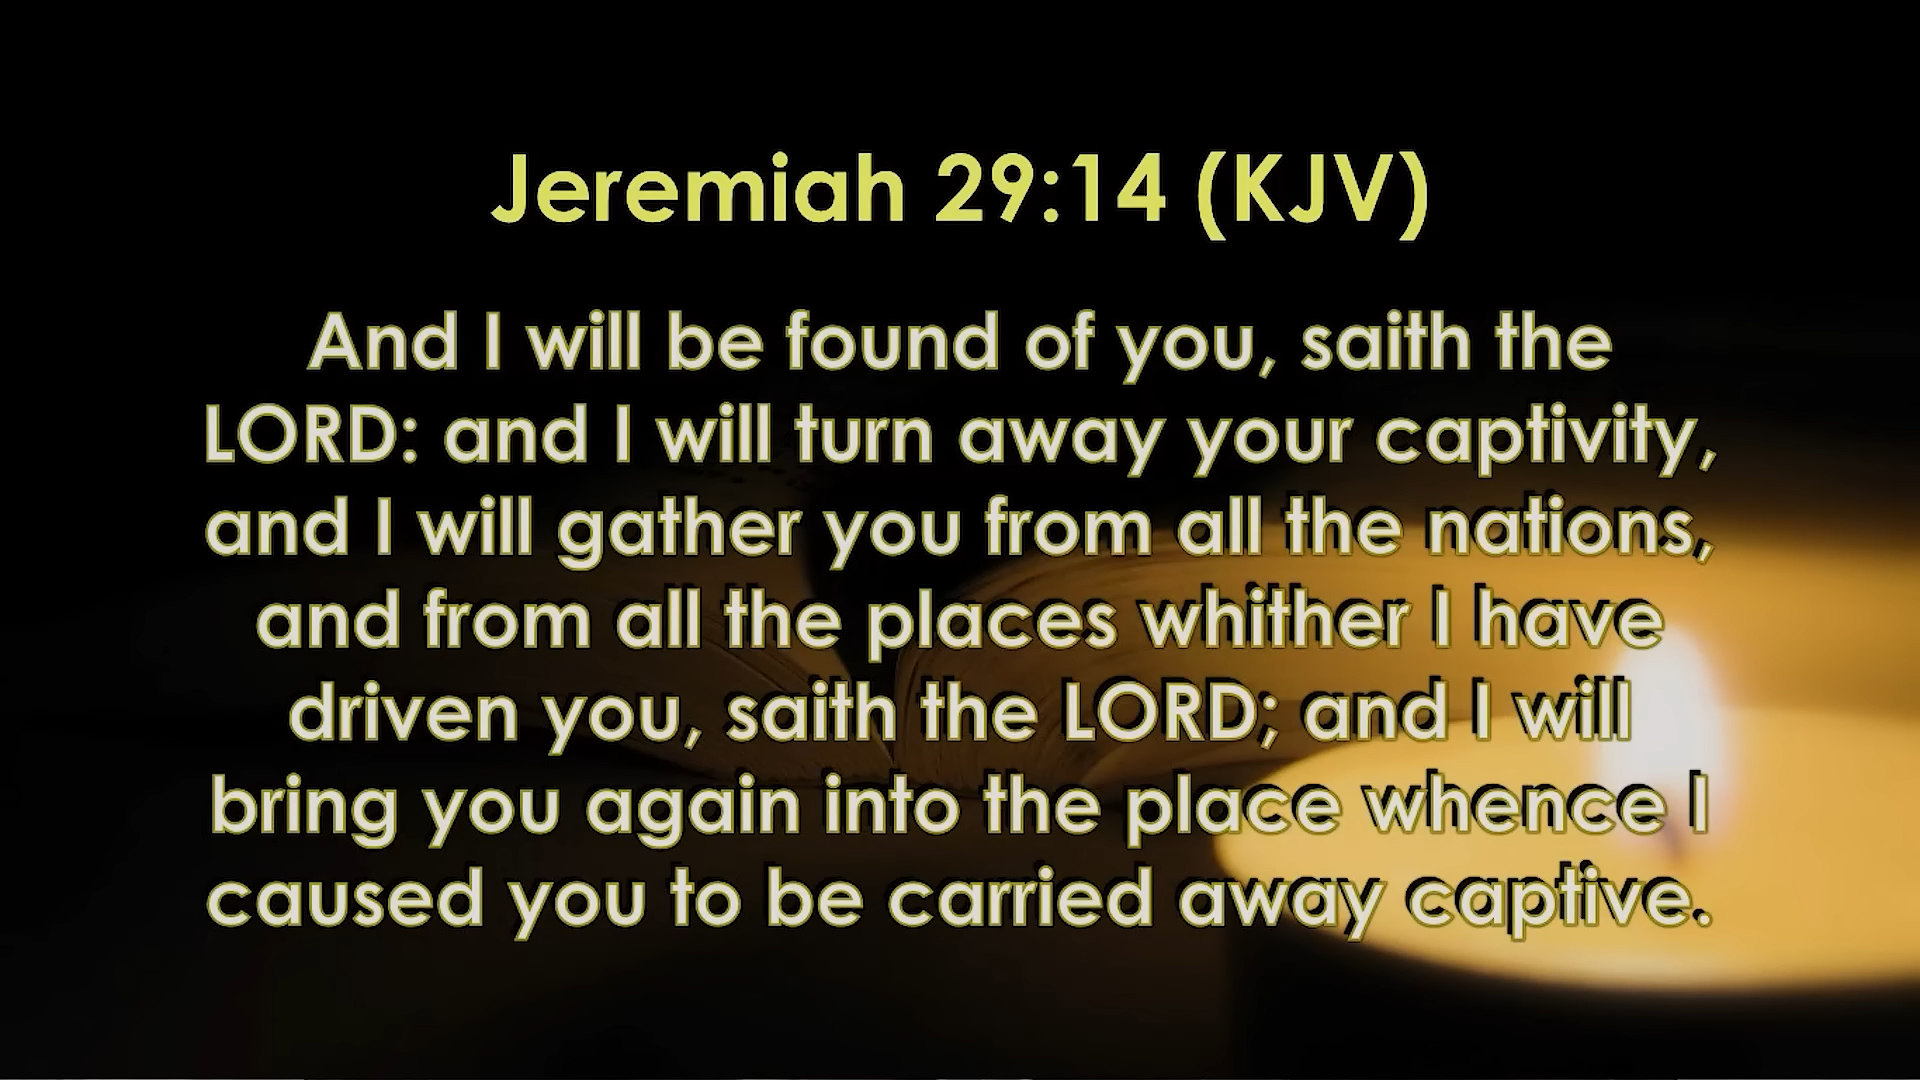 Jeremiah 29:14 (KJV)
And I will be found of you, saith the
LORD: and I will turn away your captivity,
and I will gather you from all the nations,
and from all the places whither I have
driven you, saith the LORD; and I will
bring you again into the place whence I
caused you to be carried away captive.